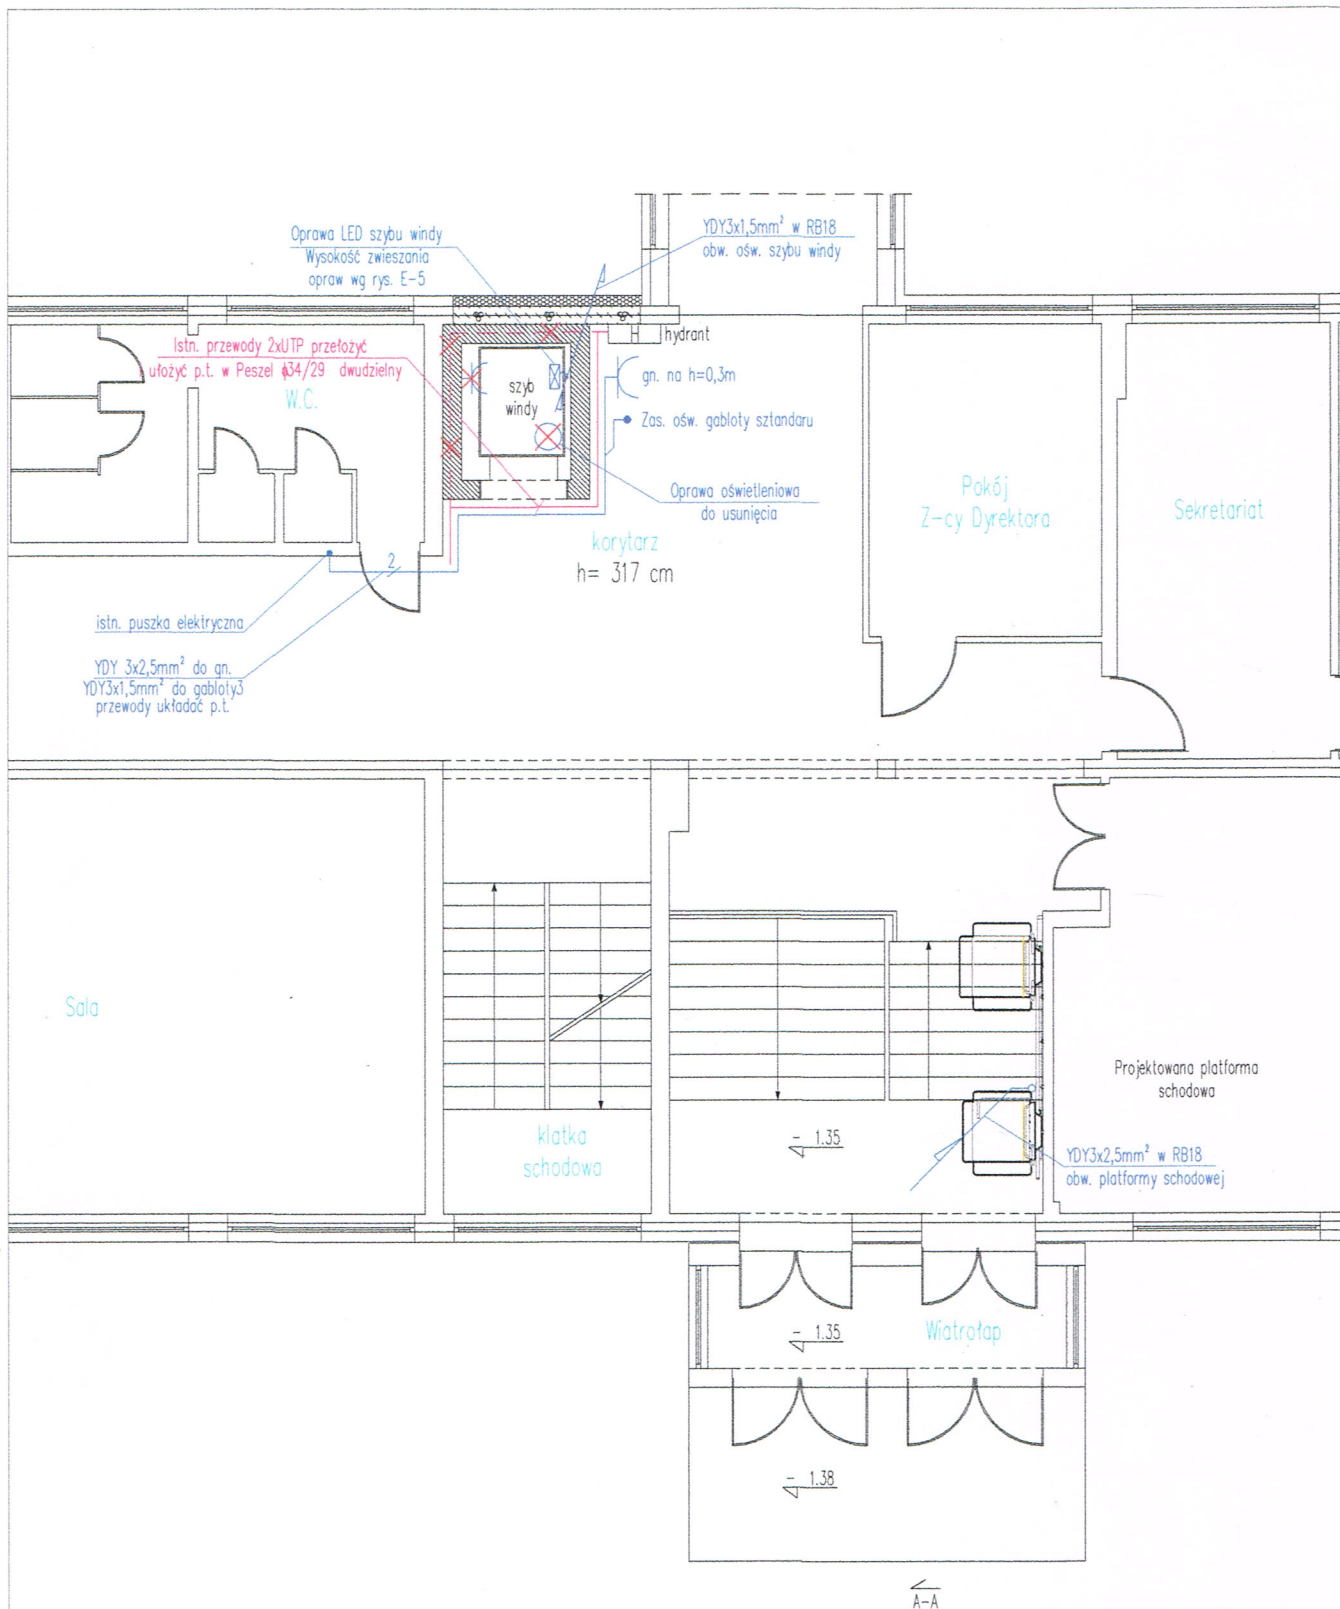 Oprawa LED szybu windy
Wysokość zwieszania
opraw wg rys. E-5
YDY3x1,5mm² w RB18
obw. ośw. szybu windy
hydrant
Istn. przewody 2xUTP przełożyć
ułożyć p.t. w Peszel ϕ34/29 dwudzielny
W.C.
szyb
windy
gn. na h=0,3m
Zas. ośw. gabloty sztandaru
Oprawa oświetleniowa
do usunięcia
Pokój
Z-cy Dyrektora
Sekretariat
korytarz
h= 317 cm
2
istn. puszka elektryczna
YDY 3x2,5mm² do gn.
YDY3x1,5mm² do gabloty3
przewody układać p.t.
Sala
Projektowana platforma
schodowa
klatka
schodowa
- 1.35
YDY3x2,5mm² w RB18
obw. platformy schodowej
- 1.35
Wiatrołap
- 1.38
A-A